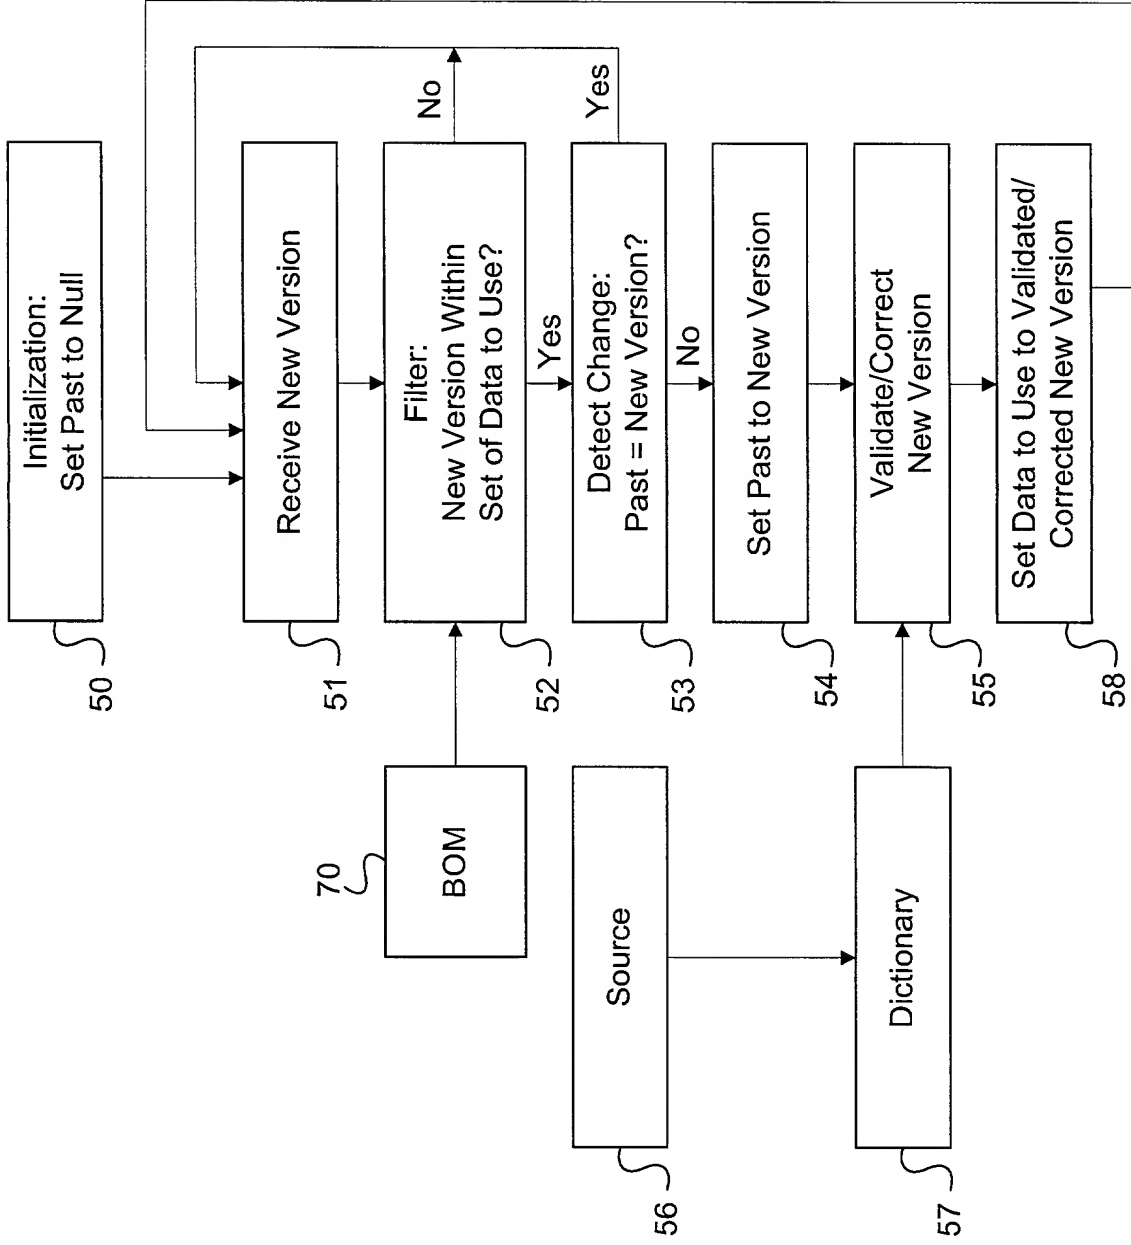 Initialization:
Set Past to Null
50
Receive New Version
51
Filter:
New Version Within
Set of Data to Use?
52
No
Yes
BOM
70
Detect Change:
Past = New Version?
53
Yes
No
Set Past to New Version
54
Source
56
Validate/Correct
New Version
55
Dictionary
57
Set Data to Use to Validated/
Corrected New Version
58